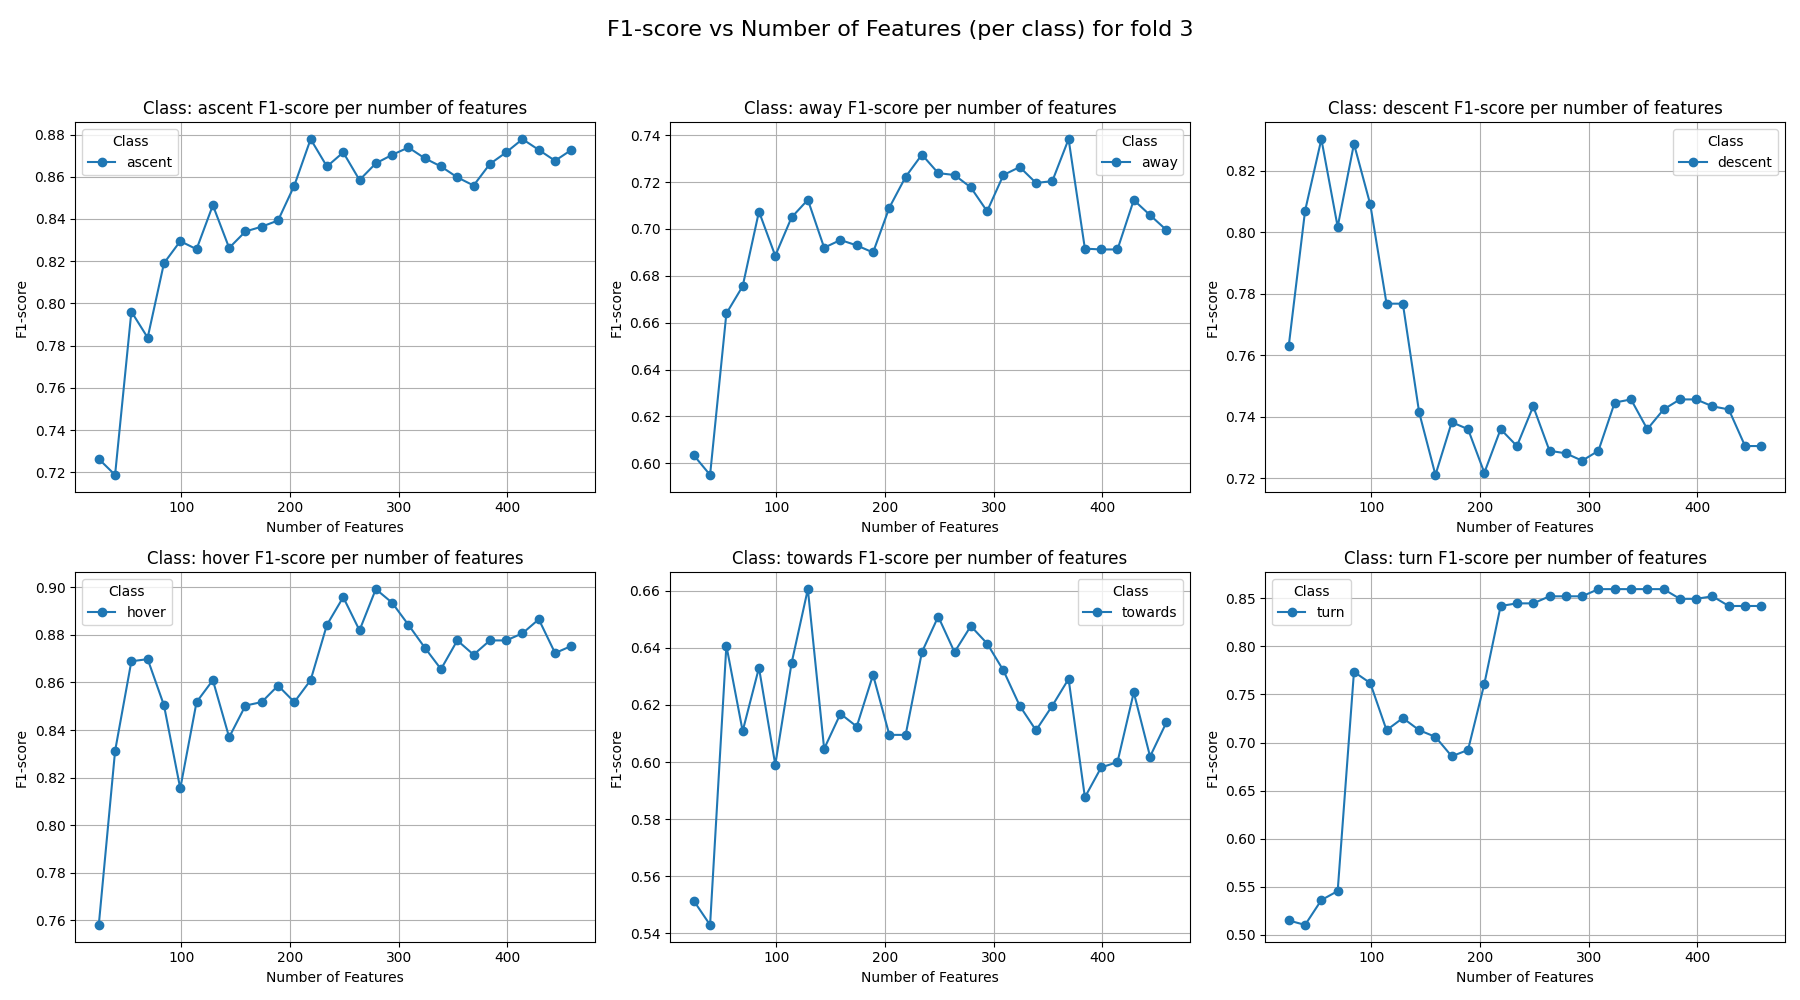 F1-score vs Number of Features (per class) for fold 3
Class: ascent F1-score per number of features
Class
ascent
F1-score
0.88
0.86
0.84
0.82
0.80
0.78
0.76
0.74
0.72
100 200 300 400
Number of Features
Class: away F1-score per number of features
Class
away
F1-score
0.74
0.72
0.70
0.68
0.66
0.64
0.62
0.60
100 200 300 400
Number of Features
Class: descent F1-score per number of features
Class
descent
F1-score
0.82
0.80
0.78
0.76
0.74
0.72
100 200 300 400
Number of Features
Class: hover F1-score per number of features
Class
hover
F1-score
0.90
0.88
0.86
0.84
0.82
0.80
0.78
0.76
100 200 300 400
Number of Features
Class: towards F1-score per number of features
Class
towards
F1-score
0.66
0.64
0.62
0.60
0.58
0.56
0.54
100 200 300 400
Number of Features
Class: turn F1-score per number of features
Class
turn
F1-score
0.85
0.80
0.75
0.70
0.65
0.60
0.55
0.50
100 200 300 400
Number of Features